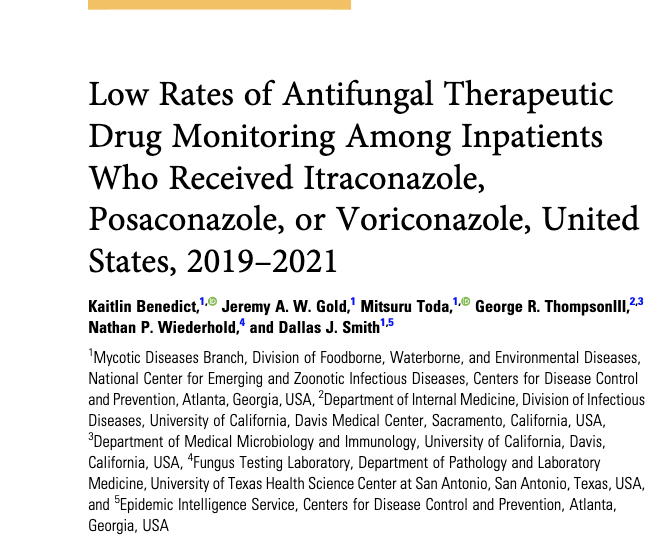 Low Rates of Antifungal Therapeutic
Drug Monitoring Among Inpatients
Who Received Itraconazole,
Posaconazole, or Voriconazole, United
States, 2019–2021
Kaitlin Benedict,1, Jeremy A. W. Gold,1 Mitsuru Toda,1, George R. ThompsonIII,2,3
Nathan P. Wiederhold,4 and Dallas J. Smith1,5
1Mycotic Diseases Branch, Division of Foodborne, Waterborne, and Environmental Diseases,
National Center for Emerging and Zoonotic Infectious Diseases, Centers for Disease Control
and Prevention, Atlanta, Georgia, USA, 2Department of Internal Medicine, Division of Infectious
Diseases, University of California, Davis Medical Center, Sacramento, California, USA,
3Department of Medical Microbiology and Immunology, University of California, Davis,
California, USA, 4Fungus Testing Laboratory, Department of Pathology and Laboratory
Medicine, University of Texas Health Science Center at San Antonio, San Antonio, Texas, USA,
and 5Epidemic Intelligence Service, Centers for Disease Control and Prevention, Atlanta,
Georgia, USA